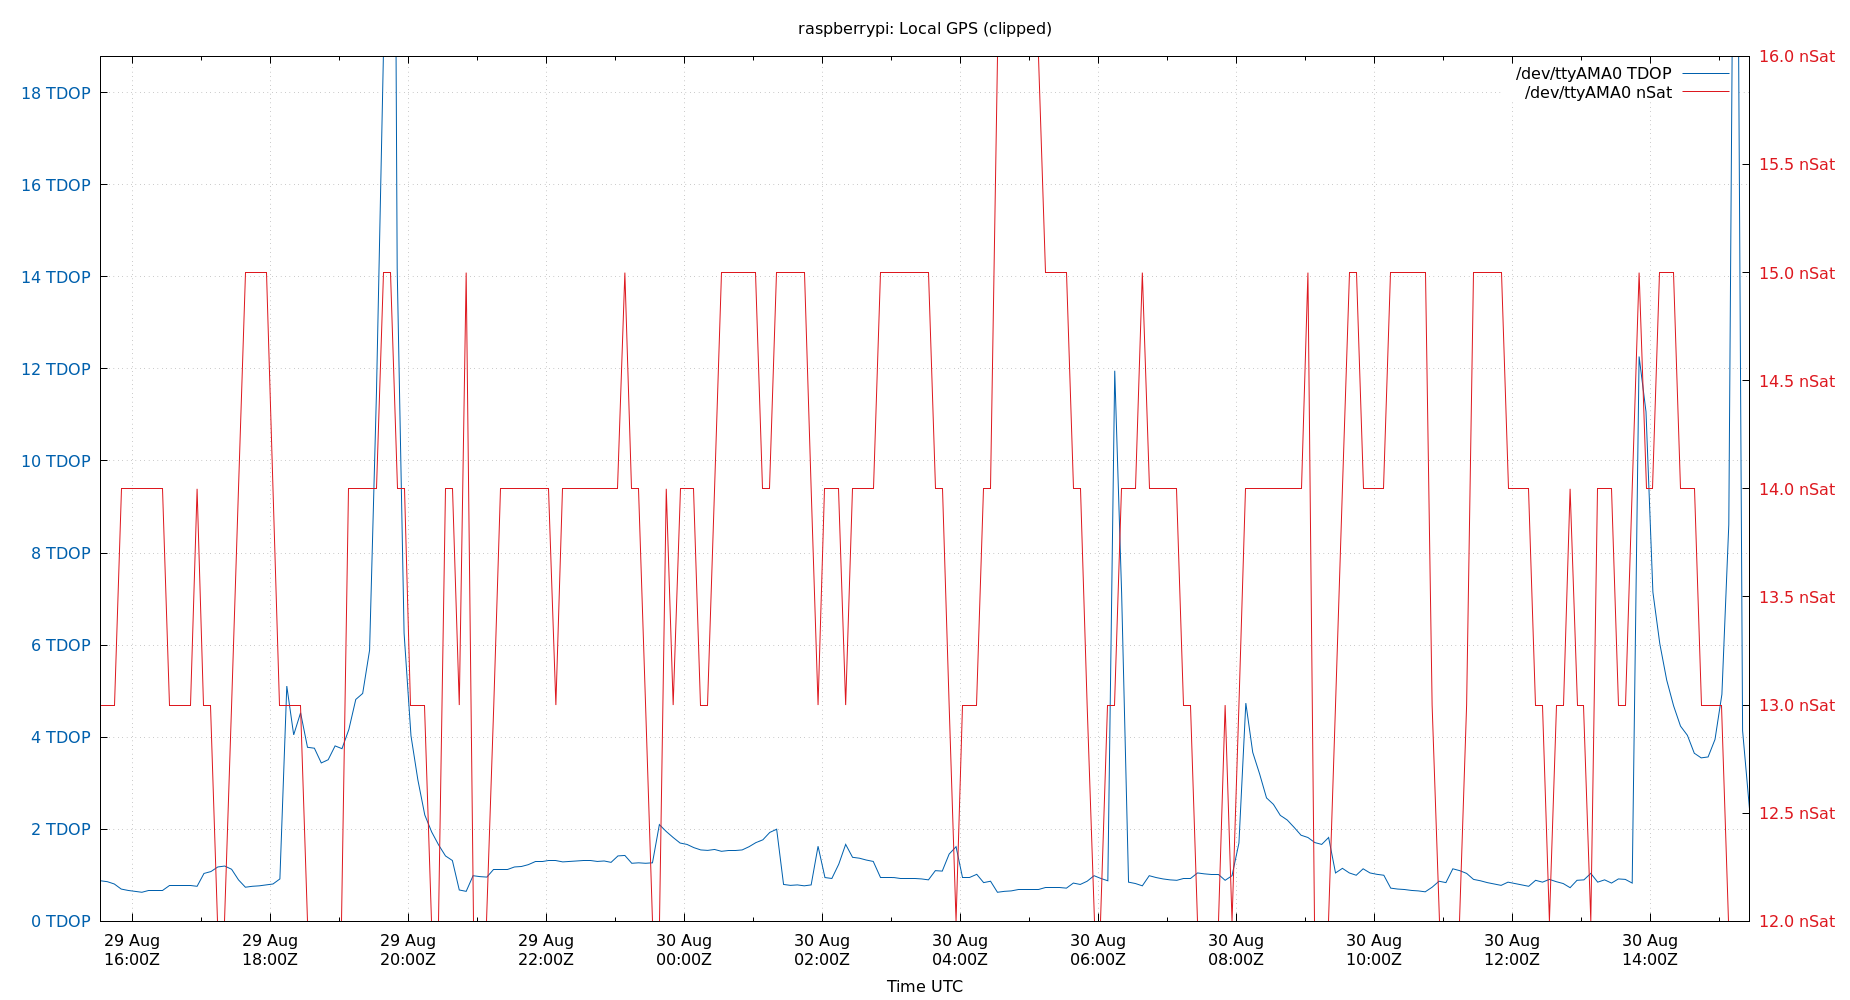 raspberrypi: Local GPS (clipped)
/dev/ttyAMA0 TDOP
/dev/ttyAMA0 nSat
18 TDOP
16 TDOP
14 TDOP
12 TDOP
10 TDOP
8 TDOP
6 TDOP
4 TDOP
2 TDOP
0 TDOP
16.0 nSat
15.5 nSat
15.0 nSat
14.5 nSat
14.0 nSat
13.5 nSat
13.0 nSat
12.5 nSat
12.0 nSat
29 Aug
16:00Z
29 Aug
18:00Z
29 Aug
20:00Z
29 Aug
22:00Z
30 Aug
00:00Z
30 Aug
02:00Z
30 Aug
04:00Z
30 Aug
06:00Z
30 Aug
08:00Z
30 Aug
10:00Z
30 Aug
12:00Z
30 Aug
14:00Z
Time UTC